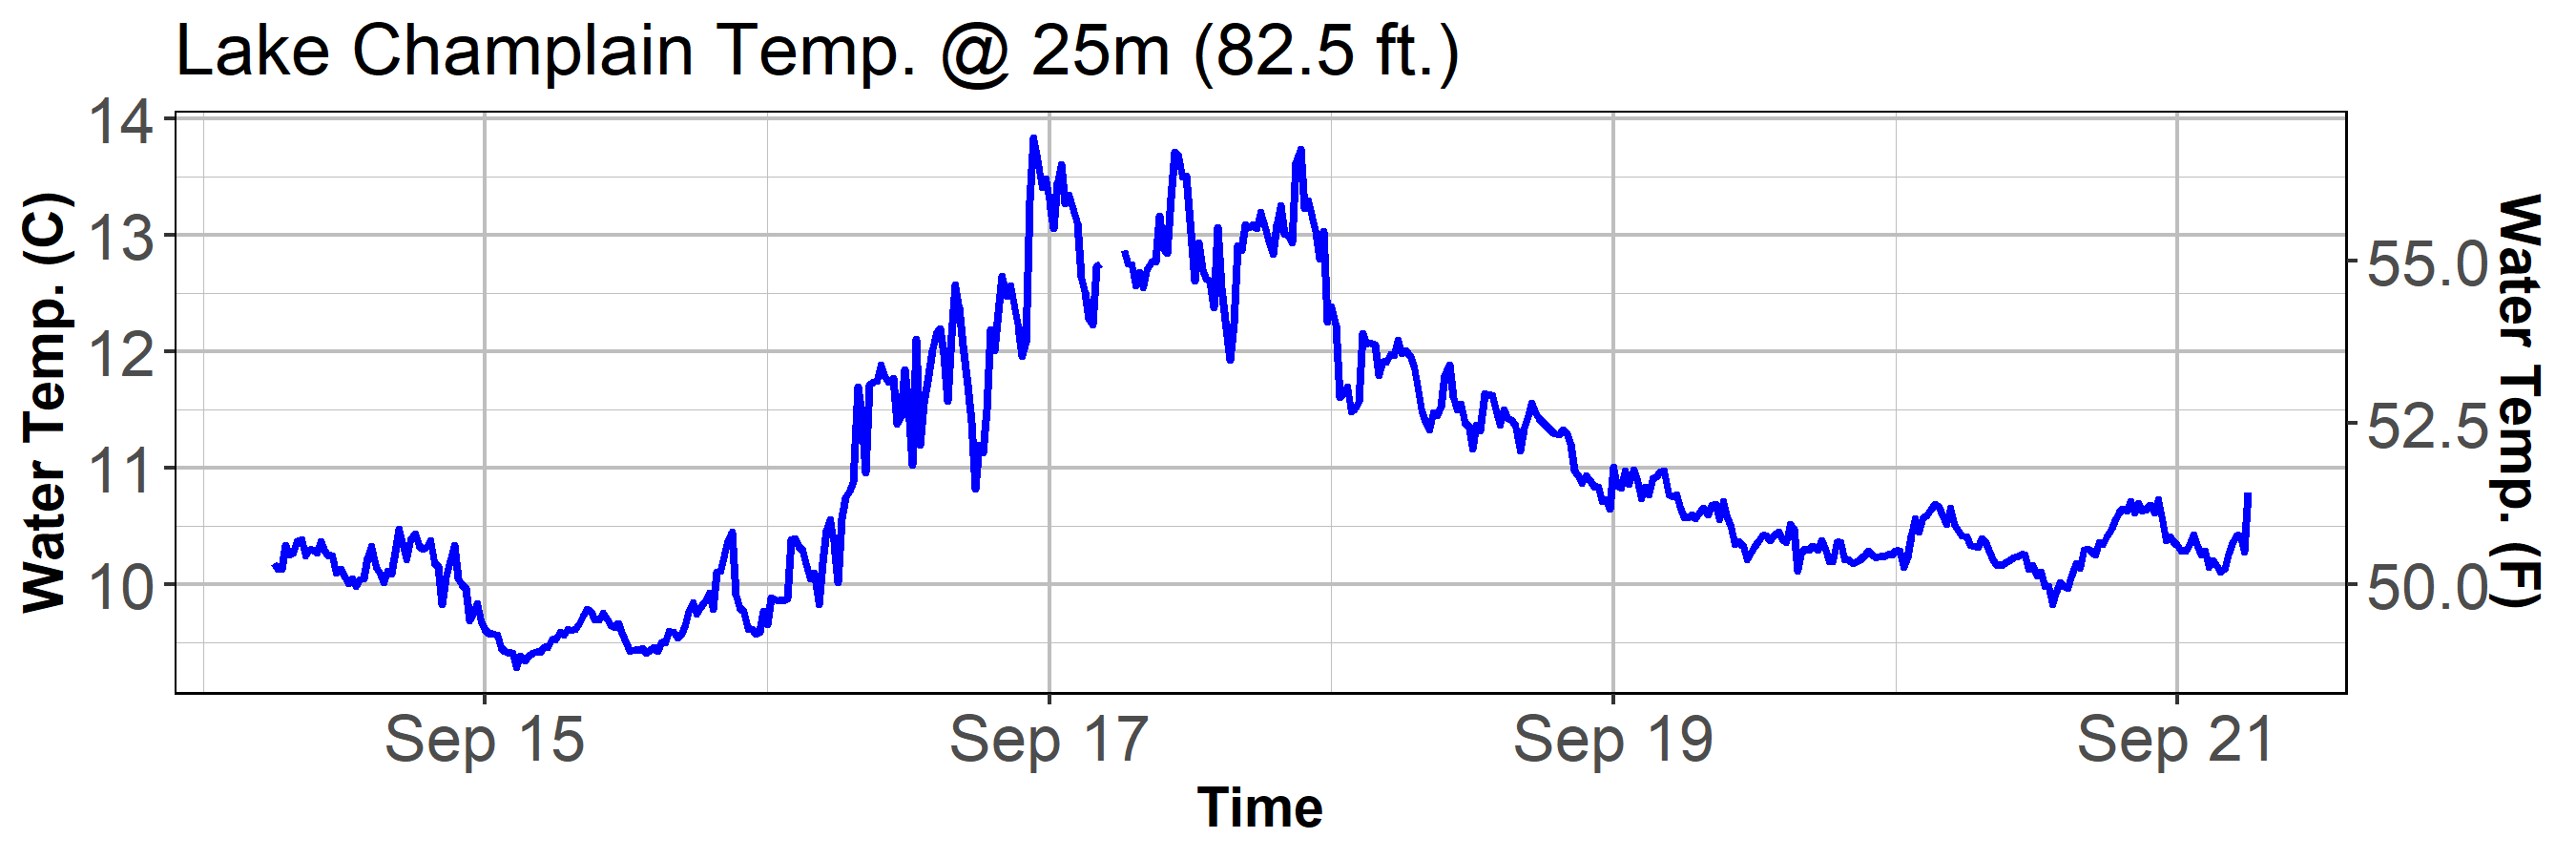 Lake Champlain Temp. @ 25m (82.5 ft.)
Water Temp. (C)
14
13
12
11
10
55.0
52.5
50.0
Water Temp. (F)
Sep 15
Sep 17
Sep 19
Sep 21
Time